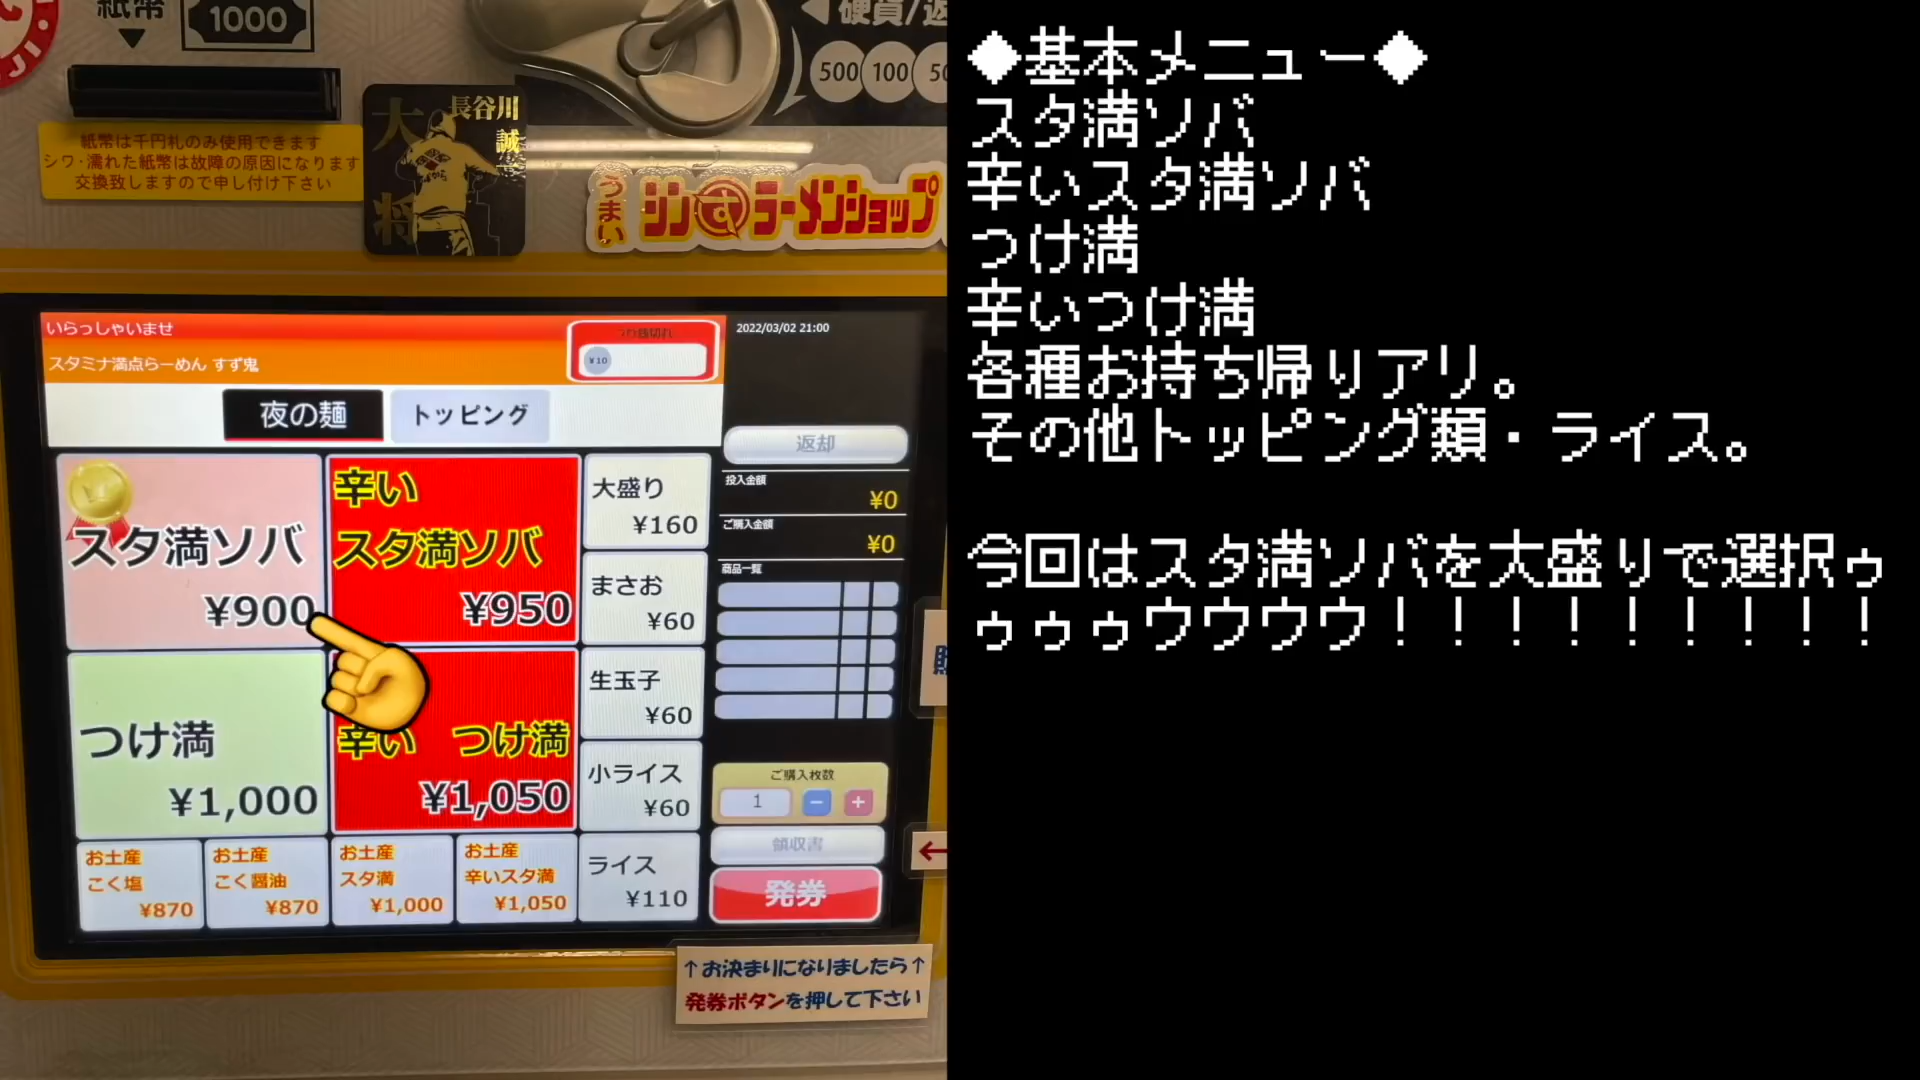 紙幣
1000
硬貨/返
500 100 50
紙幣は千円札のみ使用できます
シワ・濡れた紙幣は故障の原因になります
交換致しますので申し付け下さい
大将
長谷川
誠
うまい
シン す ラーメンショップ
いらっしゃいませ
スタミナ満点らーめん すず鬼
つり銭切れ
¥10
2022/03/02 21:00
夜の麺
トッピング
返却
スタ満ソバ
¥900
辛い
スタ満ソバ
¥950
大盛り
¥160
まさお
¥60
つけ満
¥1,000
辛い つけ満
¥1,050
生玉子
¥60
小ライス
¥60
ライス
¥110
お土産
こく塩
¥870
お土産
こく醤油
¥870
お土産
スタ満
¥1,000
お土産
辛いスタ満
¥1,050
投入金額
¥0
ご購入金額
¥0
商品一覧
ご購入枚数
1
領収書
発券
↑お決まりになりましたら↑
発券ボタンを押して下さい
◆基本メニュー◆
スタ満ソバ
辛いスタ満ソバ
つけ満
辛いつけ満
各種お持ち帰りアリ。
その他トッピング類・ライス。
今回はスタ満ソバを大盛りで選択ゥ
ゥゥゥウウウウ！！！！！！！！！